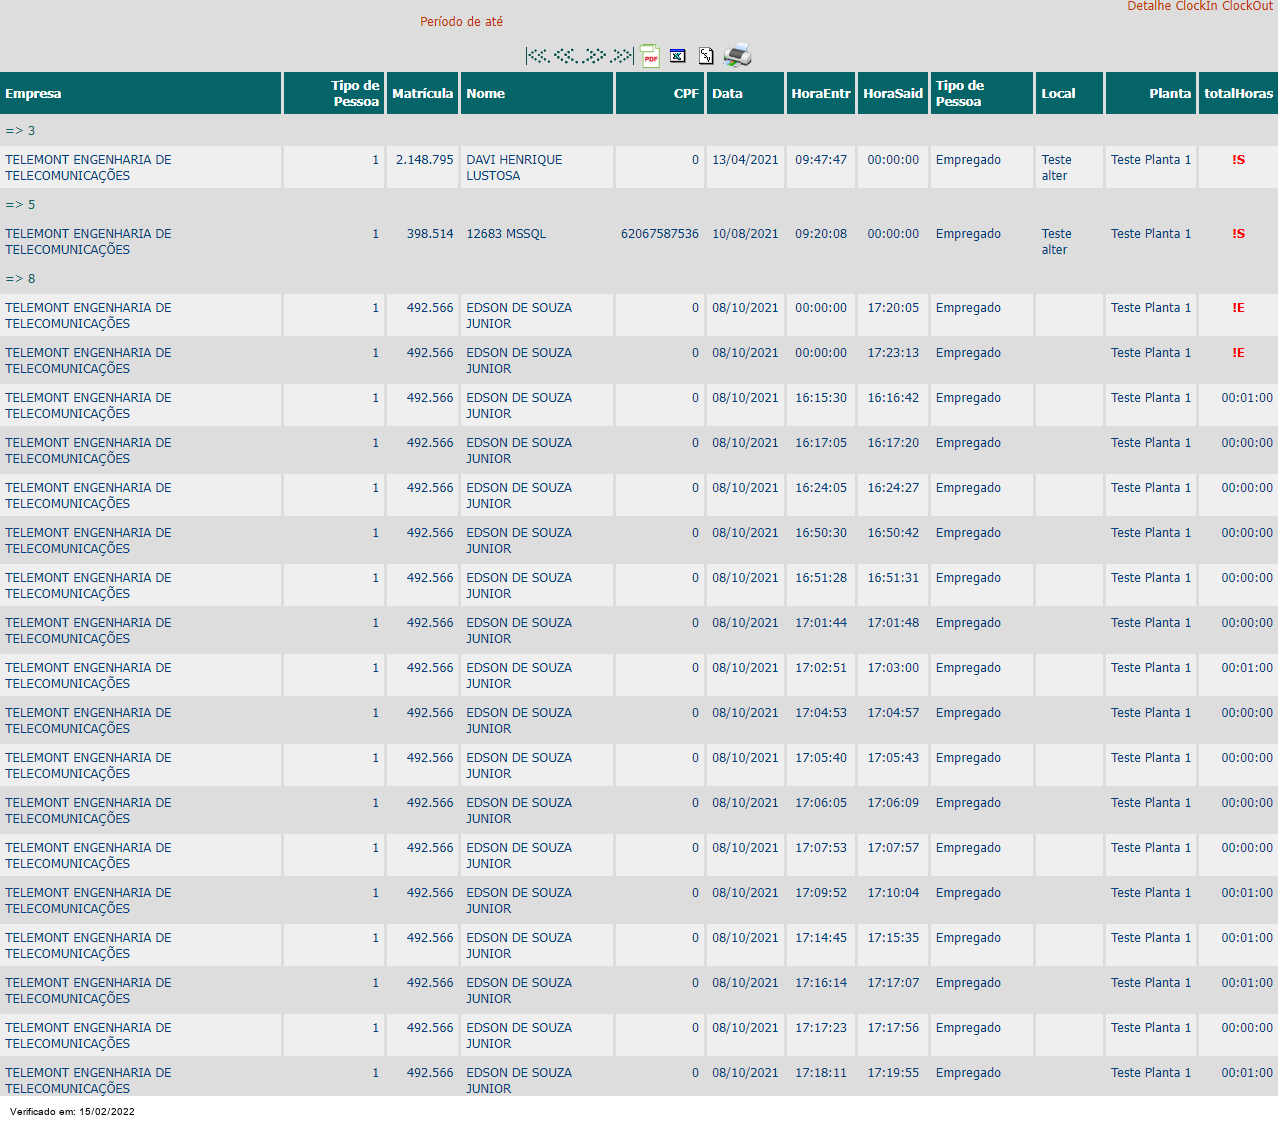 Detalhe ClockIn ClockOut
Período de até
PDF
Empresa Tipo de Pessoa Matrícula Nome CPF Data HoraEntr HoraSaid Tipo de Pessoa Local Planta totalHoras
=> 3
TELEMONT ENGENHARIA DE TELECOMUNICAÇÕES 1 2.148.795 DAVI HENRIQUE LUSTOSA 0 13/04/2021 09:47:47 00:00:00 Empregado Teste alter Teste Planta 1 !S
=> 5
TELEMONT ENGENHARIA DE TELECOMUNICAÇÕES 1 398.514 12683 MSSQL 62067587536 10/08/2021 09:20:08 00:00:00 Empregado Teste alter Teste Planta 1 !S
=> 8
TELEMONT ENGENHARIA DE TELECOMUNICAÇÕES 1 492.566 EDSON DE SOUZA JUNIOR 0 08/10/2021 00:00:00 17:20:05 Empregado Teste Planta 1 !E
TELEMONT ENGENHARIA DE TELECOMUNICAÇÕES 1 492.566 EDSON DE SOUZA JUNIOR 0 08/10/2021 00:00:00 17:23:13 Empregado Teste Planta 1 !E
TELEMONT ENGENHARIA DE TELECOMUNICAÇÕES 1 492.566 EDSON DE SOUZA JUNIOR 0 08/10/2021 16:15:30 16:16:42 Empregado Teste Planta 1 00:01:00
TELEMONT ENGENHARIA DE TELECOMUNICAÇÕES 1 492.566 EDSON DE SOUZA JUNIOR 0 08/10/2021 16:17:05 16:17:20 Empregado Teste Planta 1 00:00:00
TELEMONT ENGENHARIA DE TELECOMUNICAÇÕES 1 492.566 EDSON DE SOUZA JUNIOR 0 08/10/2021 16:24:05 16:24:27 Empregado Teste Planta 1 00:00:00
TELEMONT ENGENHARIA DE TELECOMUNICAÇÕES 1 492.566 EDSON DE SOUZA JUNIOR 0 08/10/2021 16:50:30 16:50:42 Empregado Teste Planta 1 00:00:00
TELEMONT ENGENHARIA DE TELECOMUNICAÇÕES 1 492.566 EDSON DE SOUZA JUNIOR 0 08/10/2021 16:51:28 16:51:31 Empregado Teste Planta 1 00:00:00
TELEMONT ENGENHARIA DE TELECOMUNICAÇÕES 1 492.566 EDSON DE SOUZA JUNIOR 0 08/10/2021 17:01:44 17:01:48 Empregado Teste Planta 1 00:00:00
TELEMONT ENGENHARIA DE TELECOMUNICAÇÕES 1 492.566 EDSON DE SOUZA JUNIOR 0 08/10/2021 17:02:51 17:03:00 Empregado Teste Planta 1 00:01:00
TELEMONT ENGENHARIA DE TELECOMUNICAÇÕES 1 492.566 EDSON DE SOUZA JUNIOR 0 08/10/2021 17:04:53 17:04:57 Empregado Teste Planta 1 00:00:00
TELEMONT ENGENHARIA DE TELECOMUNICAÇÕES 1 492.566 EDSON DE SOUZA JUNIOR 0 08/10/2021 17:05:40 17:05:43 Empregado Teste Planta 1 00:00:00
TELEMONT ENGENHARIA DE TELECOMUNICAÇÕES 1 492.566 EDSON DE SOUZA JUNIOR 0 08/10/2021 17:06:05 17:06:09 Empregado Teste Planta 1 00:00:00
TELEMONT ENGENHARIA DE TELECOMUNICAÇÕES 1 492.566 EDSON DE SOUZA JUNIOR 0 08/10/2021 17:07:53 17:07:57 Empregado Teste Planta 1 00:00:00
TELEMONT ENGENHARIA DE TELECOMUNICAÇÕES 1 492.566 EDSON DE SOUZA JUNIOR 0 08/10/2021 17:09:52 17:10:04 Empregado Teste Planta 1 00:01:00
TELEMONT ENGENHARIA DE TELECOMUNICAÇÕES 1 492.566 EDSON DE SOUZA JUNIOR 0 08/10/2021 17:14:45 17:15:35 Empregado Teste Planta 1 00:01:00
TELEMONT ENGENHARIA DE TELECOMUNICAÇÕES 1 492.566 EDSON DE SOUZA JUNIOR 0 08/10/2021 17:16:14 17:17:07 Empregado Teste Planta 1 00:01:00
TELEMONT ENGENHARIA DE TELECOMUNICAÇÕES 1 492.566 EDSON DE SOUZA JUNIOR 0 08/10/2021 17:17:23 17:17:56 Empregado Teste Planta 1 00:00:00
TELEMONT ENGENHARIA DE TELECOMUNICAÇÕES 1 492.566 EDSON DE SOUZA JUNIOR 0 08/10/2021 17:18:11 17:19:55 Empregado Teste Planta 1 00:01:00
Verificado em: 15/02/2022